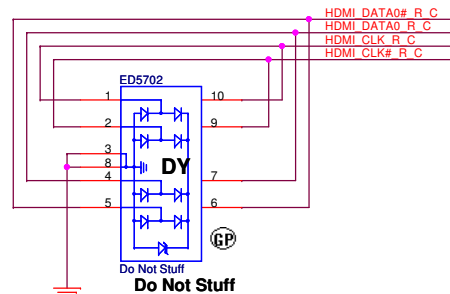 HDMI_DATA0#_R_C
HDMI_DATA0_R_C
HDMI_CLK_R_C
HDMI_CLK#_R_C
ED5702
1
10
2
9
3
8
DY
4
7
5
6
GP
Do Not Stuff
Do Not Stuff